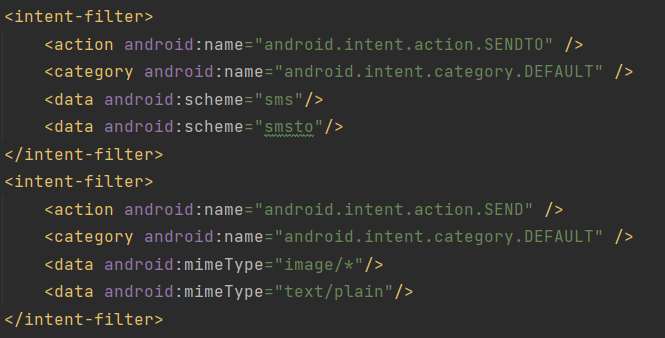 <intent-filter>
    <action android:name="android.intent.action.SENDTO" />
    <category android:name="android.intent.category.DEFAULT" />
    <data android:scheme="sms"/>
    <data android:scheme="smsto"/>
</intent-filter>
<intent-filter>
    <action android:name="android.intent.action.SEND" />
    <category android:name="android.intent.category.DEFAULT" />
    <data android:mimeType="image/*"/>
    <data android:mimeType="text/plain"/>
</intent-filter>